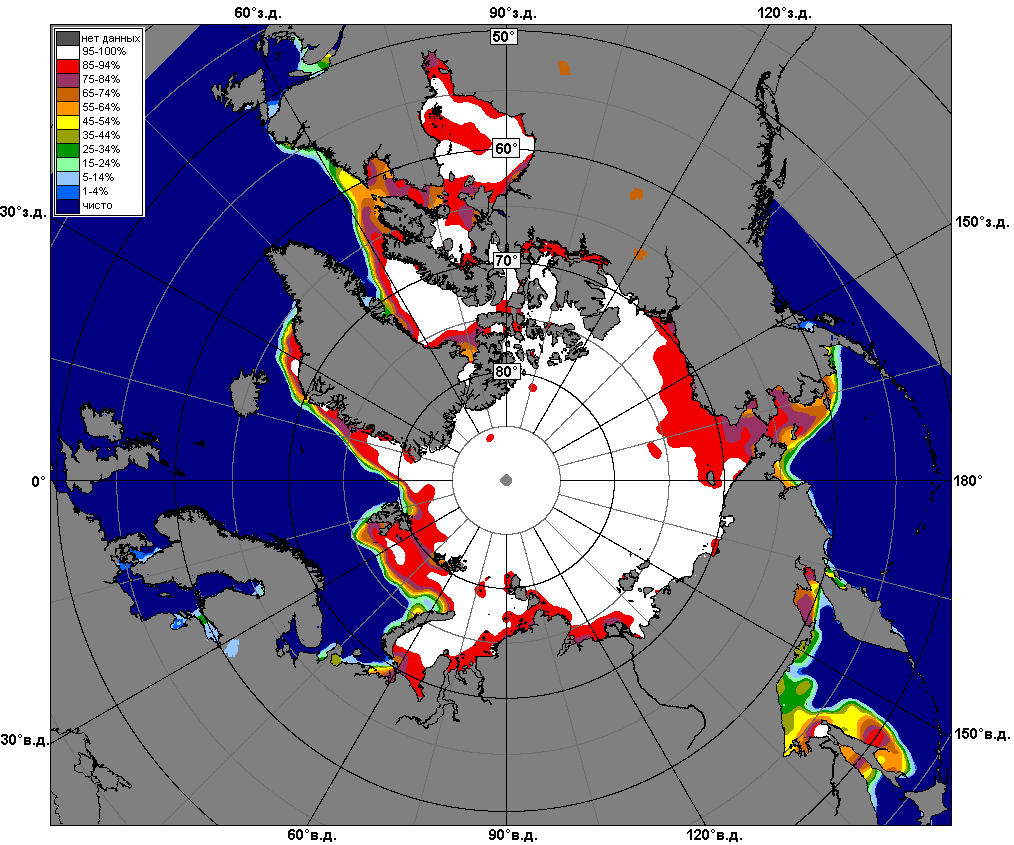 60°з.д.
90°з.д.
120°з.д.
50°
нет данных
95-100%
85-94%
75-84%
65-74%
55-64%
45-54%
35-44%
25-34%
15-24%
5-14%
1-4%
чисто
60°
30°з.д.
150°з.д.
70°
80°
0°
180°
30°в.д.
150°в.д.
60°в.д.
90°в.д.
120°в.д.